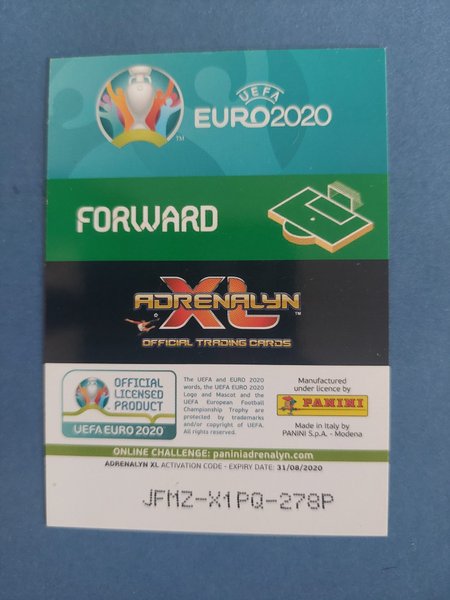 TM
UEFA
EURO2020
FORWARD
ADRENALYN
XL
TM
OFFICIAL TRADING CARDS
OFFICIAL
LICENSED
PRODUCT
UEFA EURO 2020
The UEFA and EURO 2020
words, the UEFA EURO 2020
Logo and Mascot and the
UEFA European Football
Championship Trophy are
protected by trademarks
and/or copyright of UEFA.
All rights reserved.
Manufactured
under licence by
PANINI
Made in Italy by
PANINI S.p.A. - Modena
ONLINE CHALLENGE: paniniadrenalyn.com
ADRENALYN XL ACTIVATION CODE - EXPIRY DATE: 31/08/2020
JFMZ-X1PQ-278P